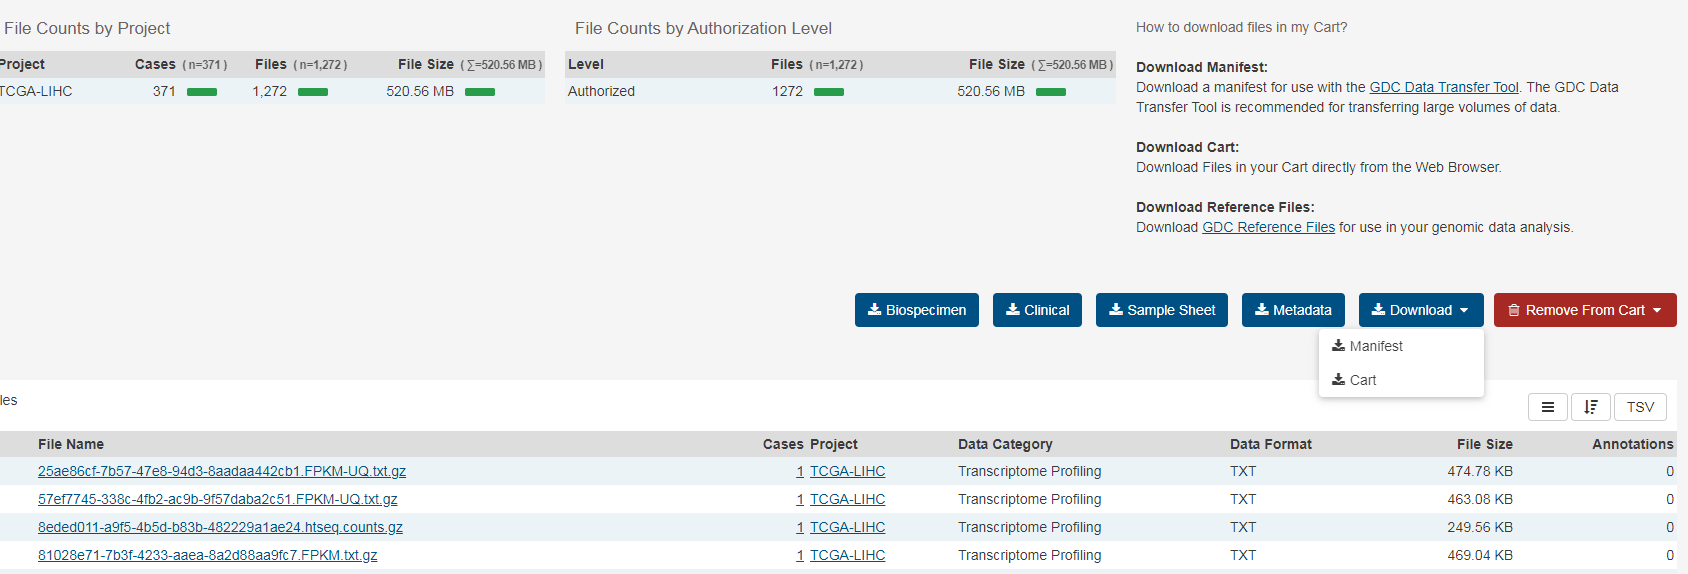 File Counts by Project
Project Cases (n=371) Files (n=1,272) File Size (∑=520.56 MB)
TCGA-LIHC 371 1,272 520.56 MB
File Counts by Authorization Level
Level Files (n=1,272) File Size (∑=520.56 MB)
Authorized 1272 520.56 MB
How to download files in my Cart?
Download Manifest:
Download a manifest for use with the GDC Data Transfer Tool. The GDC Data
Transfer Tool is recommended for transferring large volumes of data.
Download Cart:
Download Files in your Cart directly from the Web Browser.
Download Reference Files:
Download GDC Reference Files for use in your genomic data analysis.
Biospecimen Clinical Sample Sheet Metadata Download Remove From Cart
Manifest
Cart
les
TSV
File Name Cases Project Data Category Data Format File Size Annotations
25ae86cf-7b57-47e8-94d3-8aadaa442cb1.FPKM-UQ.txt.gz 1 TCGA-LIHC Transcriptome Profiling TXT 474.78 KB 0
57ef7745-338c-4fb2-ac9b-9f57daba2c51.FPKM-UQ.txt.gz 1 TCGA-LIHC Transcriptome Profiling TXT 463.08 KB 0
8eded011-a9f5-4b5d-b83b-482229a1ae24.htseq.counts.gz 1 TCGA-LIHC Transcriptome Profiling TXT 249.56 KB 0
81028e71-7b3f-4233-aaea-8a2d88aa9fc7.FPKM.txt.gz 1 TCGA-LIHC Transcriptome Profiling TXT 469.04 KB 0